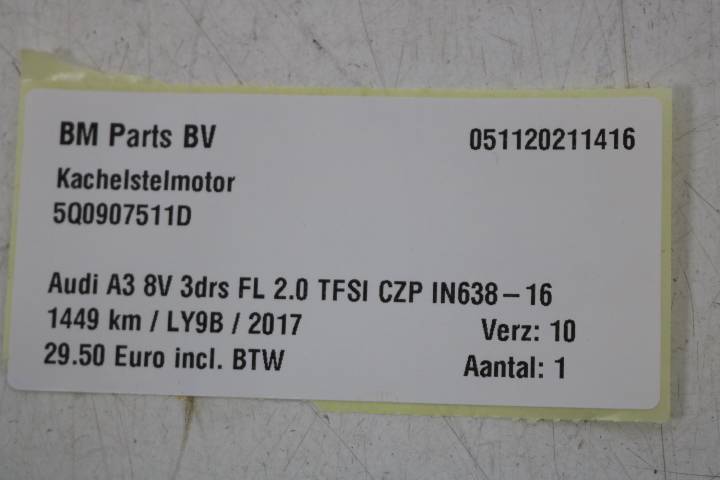 BM Parts BV 051120211416
Kachelstelmotor
5Q0907511D
Audi A3 8V 3drs FL 2.0 TFSI CZP IN638-16
1449 km / LY9B / 2017 Verz: 10
29.50 Euro incl. BTW Aantal: 1